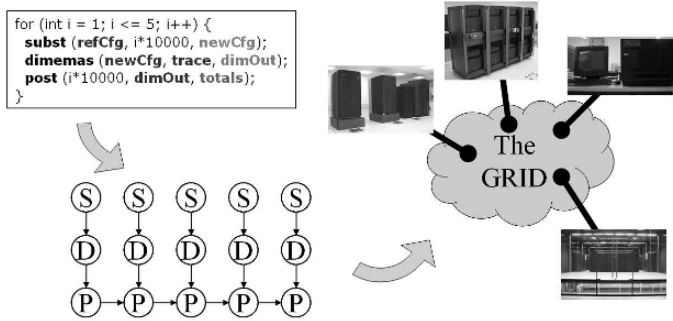 for (int i = 1; i <= 5; i++) {
subst (refCfg, i*10000, newCfg);
dimemas (newCfg, trace, dimOut);
post (i*10000, dimOut, totals);
}
The
GRID
S S S S S
D D D D D
P P P P P